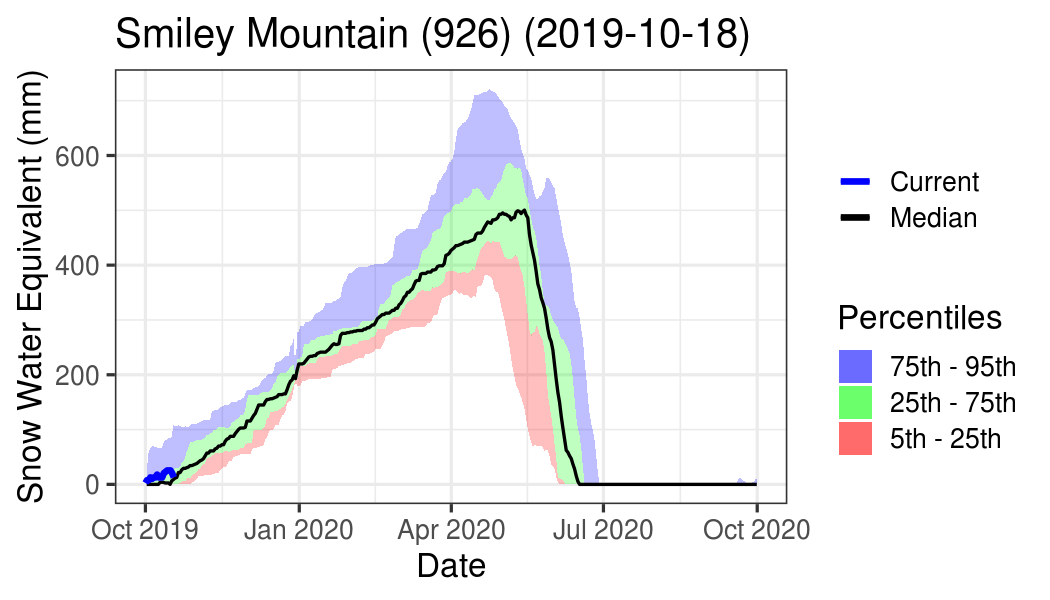 Smiley Mountain (926) (2019-10-18)
Snow Water Equivalent (mm)
600
400
200
0
Oct 2019
Jan 2020
Apr 2020
Jul 2020
Oct 2020
Date
Current
Median
Percentiles
75th - 95th
25th - 75th
5th - 25th